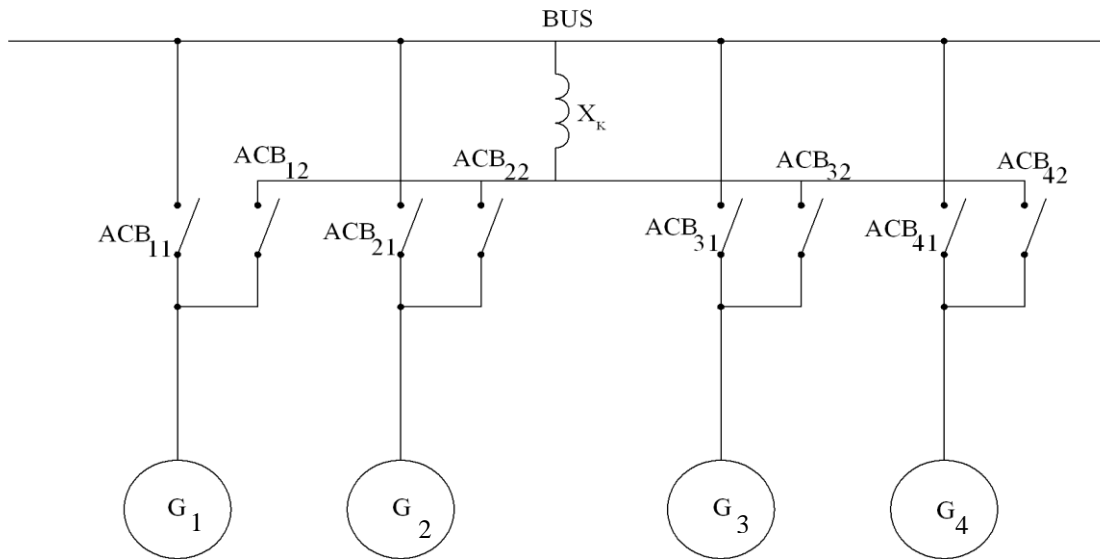 BUS
X_K
ACB_12
ACB_22
ACB_32
ACB_42
ACB_11
ACB_21
ACB_31
ACB_41
G_1
G_2
G_3
G_4